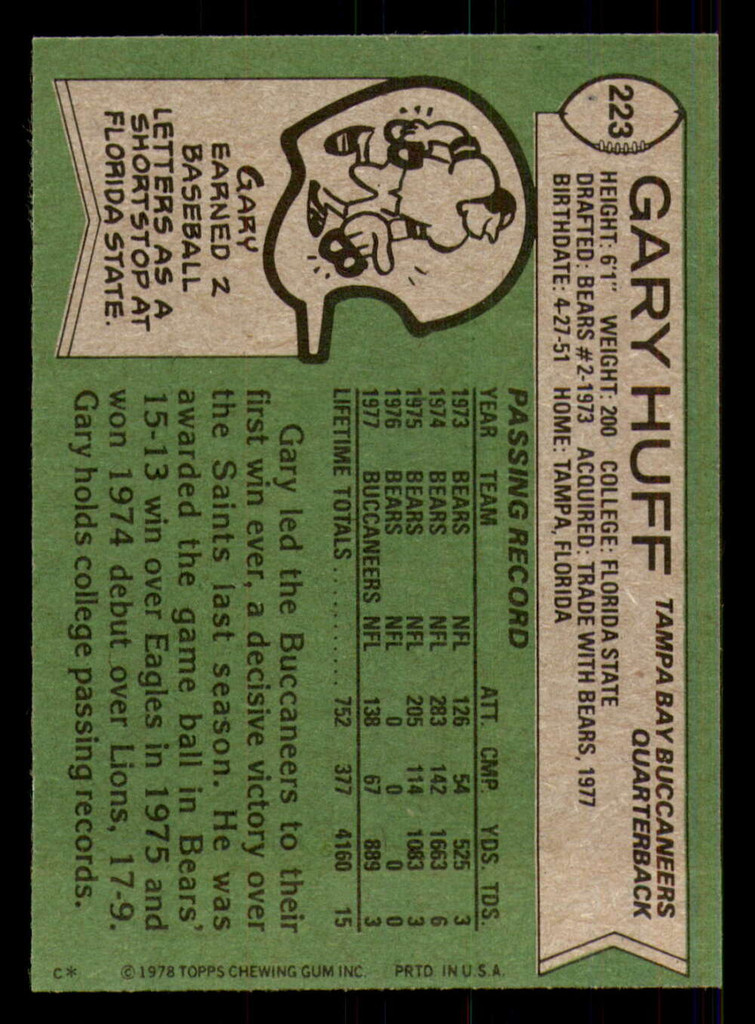 223
GARY HUFF
TAMPA BAY BUCCANEERS
QUARTERBACK
HEIGHT: 6'1" WEIGHT: 200 COLLEGE: FLORIDA STATE
DRAFTED: BEARS #2-1973 ACQUIRED: TRADE WITH BEARS, 1977
BIRTHDATE: 4-27-51 HOME: TAMPA, FLORIDA
GARY
EARNED 2
BASEBALL
LETTERS AS A
SHORTSTOP AT
FLORIDA STATE.
PASSING RECORD
YEAR TEAM ATT. CMP. YDS. TDS.
1973 BEARS NFL 126 54 525 3
1974 BEARS NFL 283 142 1663 6
1975 BEARS NFL 205 114 1083 3
1976 BEARS NFL 0 0 0 0
1977 BUCCANEERS NFL 138 67 889 3
LIFETIME TOTALS.......... 752 377 4160 15
Gary led the Buccaneers to their
first win ever, a decisive victory over
the Saints last season. He was
awarded the game ball in Bears'
15-13 win over Eagles in 1975 and
won 1974 debut over Lions, 17-9.
Gary holds college passing records.
C* © 1978 TOPPS CHEWING GUM INC. PRTD. IN U.S.A.